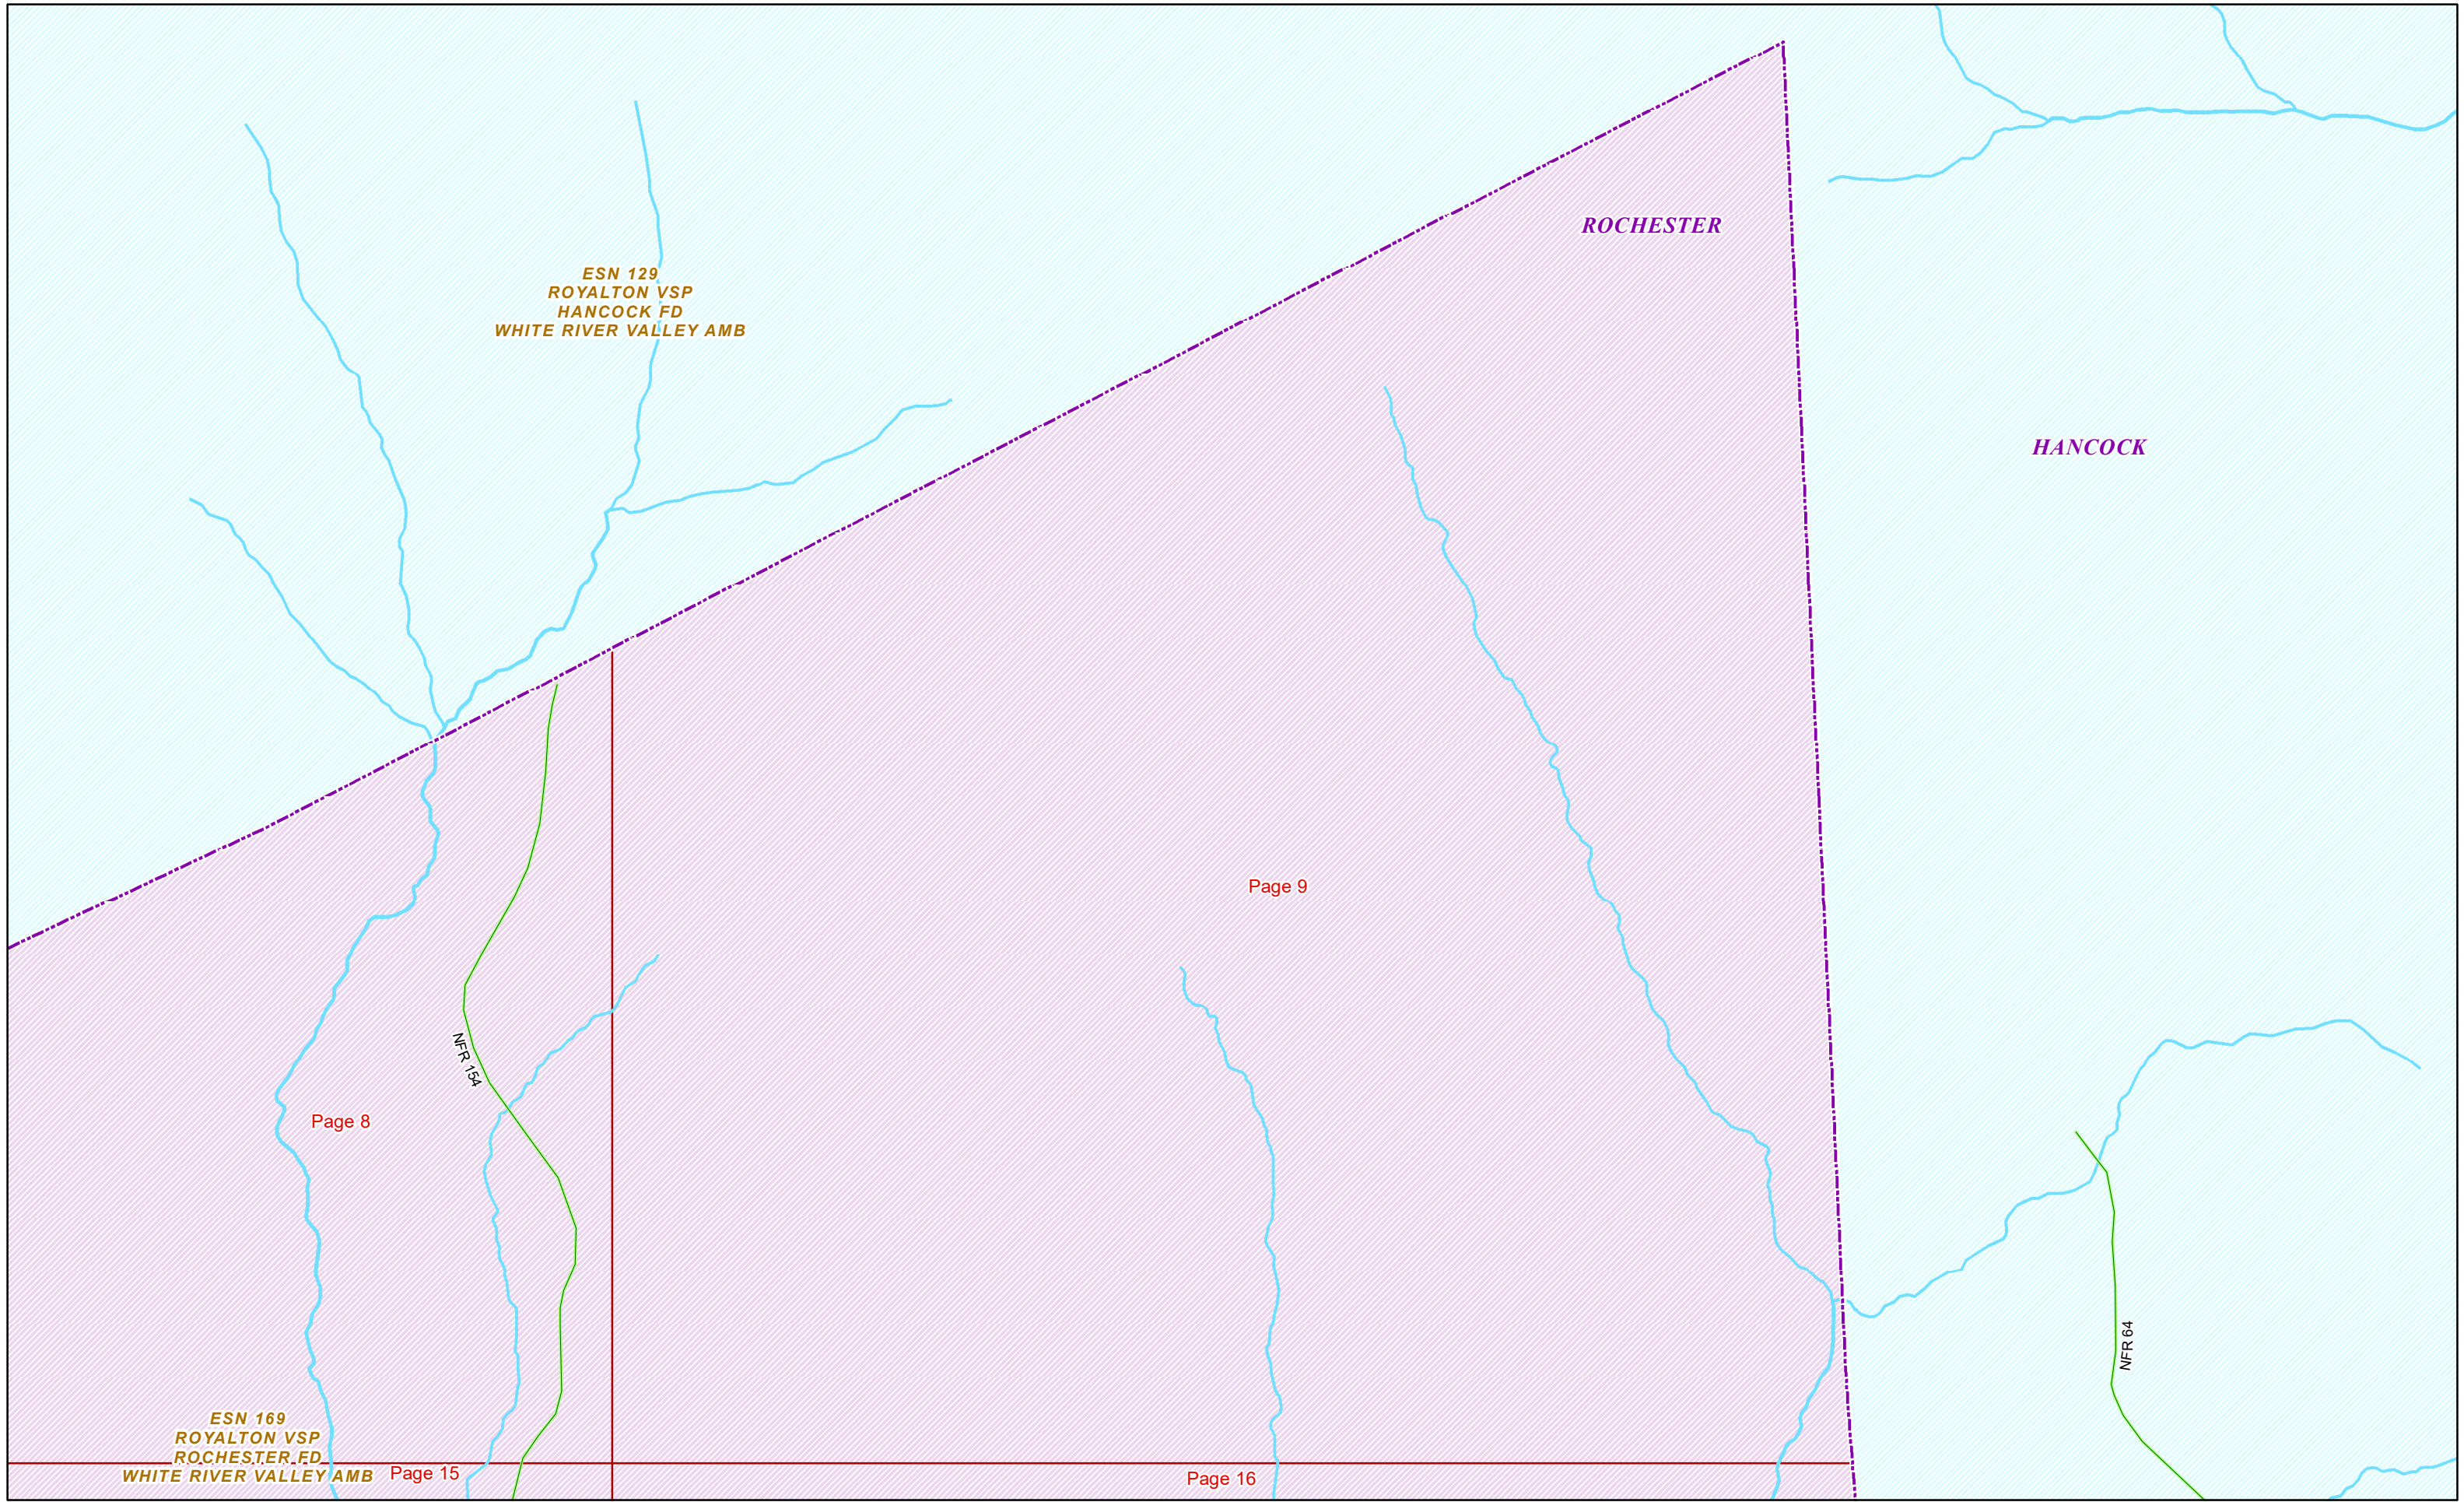 ROCHESTER
ESN 129
ROYALTON VSP
HANCOCK FD
WHITE RIVER VALLEY AMB
HANCOCK
Page 9
NFR 154
Page 8
NFR 64
ESN 169
ROYALTON VSP
ROCHESTER FD
WHITE RIVER VALLEY AMB
Page 15
Page 16